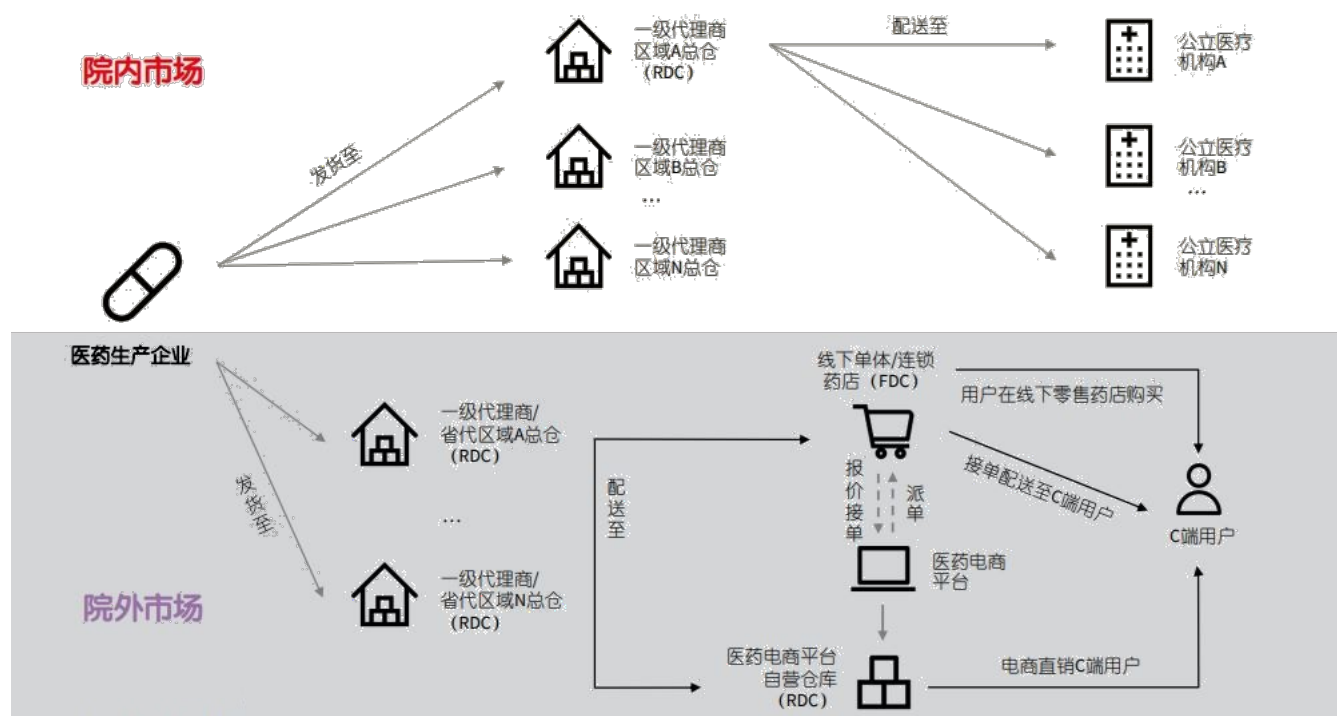 院内市场
发货至
一级代理商
区域A总仓
(RDC)
一级代理商
区域B总仓
...
一级代理商
区域N总仓
配送至
公立医疗
机构A
公立医疗
机构B
...
公立医疗
机构N
医药生产企业
发货至
院外市场
一级代理商/
省代区域A总仓
(RDC)
...
一级代理商/
省代区域N总仓
(RDC)
配送至
线下单体/连锁
药店（FDC）
用户在线下零售药店购买
报价接单
派单
接单配送至C端用户
C端用户
医药电商
平台
医药电商平台
自营仓库
(RDC)
电商直销C端用户